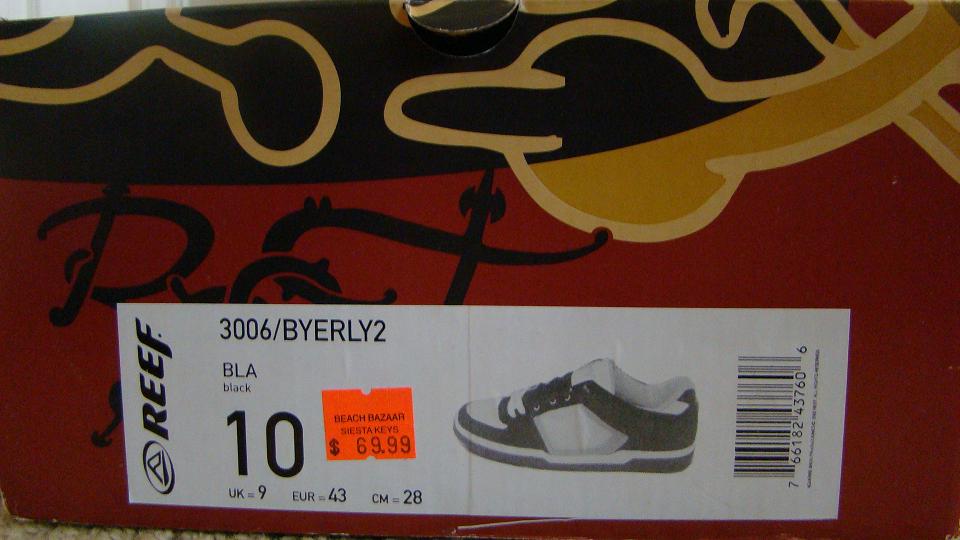 REEF
3006/BYERLY2
BLA
black
10
BEACH BAZAAR
SIESTA KEYS
$ 69.99
UK = 9 EUR = 43 CM = 28
7 66182 43760 6